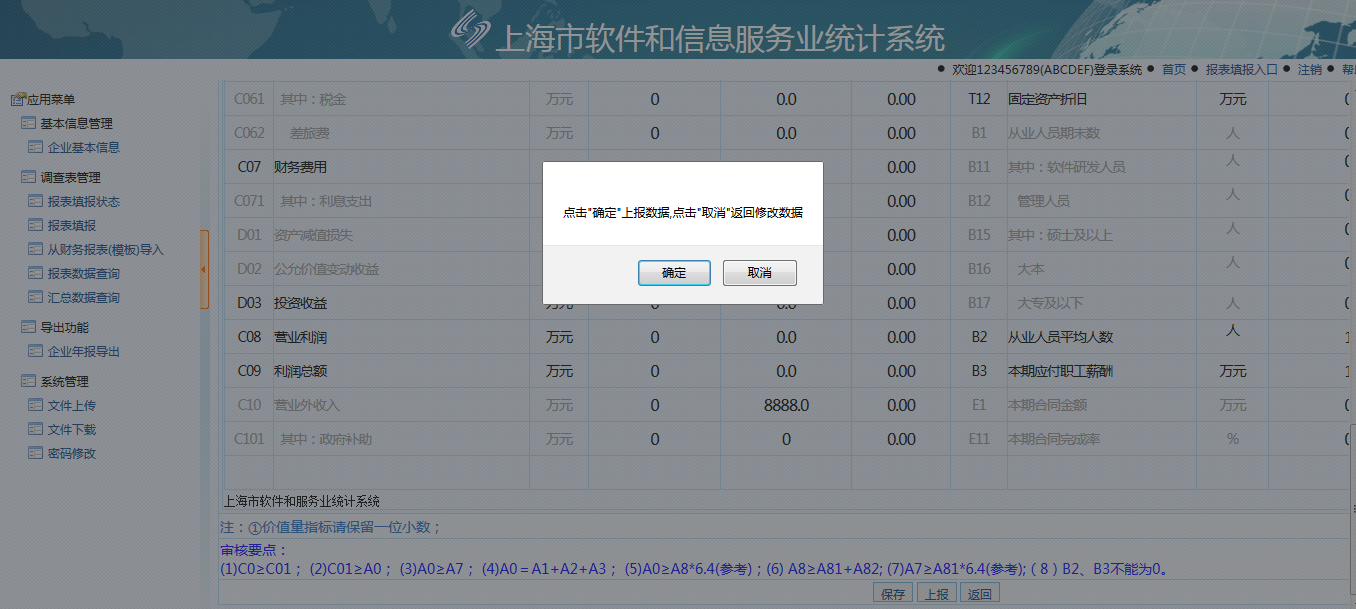 上海市软件和信息服务业统计系统
● 欢迎123456789(ABCDEF)登录系统 ● 首页 ● 报表填报入口 ● 注销 ● 帮
应用菜单
基本信息管理
企业基本信息
调查表管理
报表填报状态
报表填报
从财务报表(模板)导入
报表数据查询
汇总数据查询
导出功能
企业年报导出
系统管理
文件上传
文件下载
密码修改
C061 其中：税金 万元 0 0.0 0.00 T12 固定资产折旧 万元 0
C062 差旅费 万元 0 0.0 0.00 B1 从业人员期末数 人 0
C07 财务费用 0.00 B11 其中：软件研发人员 人 0
C071 其中：利息支出 0.00 B12 管理人员 人 0
D01 资产减值损失 0.00 B15 其中：硕士及以上 人 0
D02 公允价值变动收益 0.00 B16 大本 人 0
D03 投资收益 万元 0 0.0 0.00 B17 大专及以下 人 0
C08 营业利润 万元 0 0.0 0.00 B2 从业人员平均人数 人 1
C09 利润总额 万元 0 0.0 0.00 B3 本期应付职工薪酬 万元 1
C10 营业外收入 万元 0 8888.0 0.00 E1 本期合同金额 万元 0
C101 其中：政府补助 万元 0 0 0.00 E11 本期合同完成率 % 0
点击"确定"上报数据,点击"取消"返回修改数据
确定 取消
上海市软件和服务业统计系统
注：①价值量指标请保留一位小数；
审核要点：
(1)C0≥C01； (2)C01≥A0； (3)A0≥A7； (4)A0＝A1+A2+A3； (5)A0≥A8*6.4(参考)；(6) A8≥A81+A82; (7)A7≥A81*6.4(参考);（8）B2、B3不能为0。
保存 上报 返回